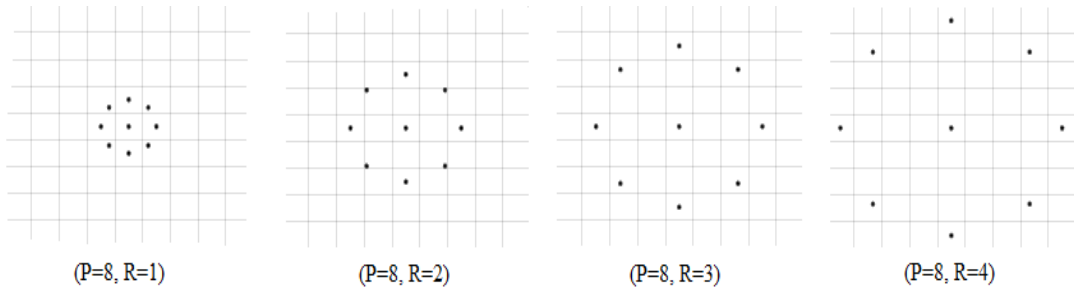 (P=8, R=1)
(P=8, R=2)
(P=8, R=3)
(P=8, R=4)